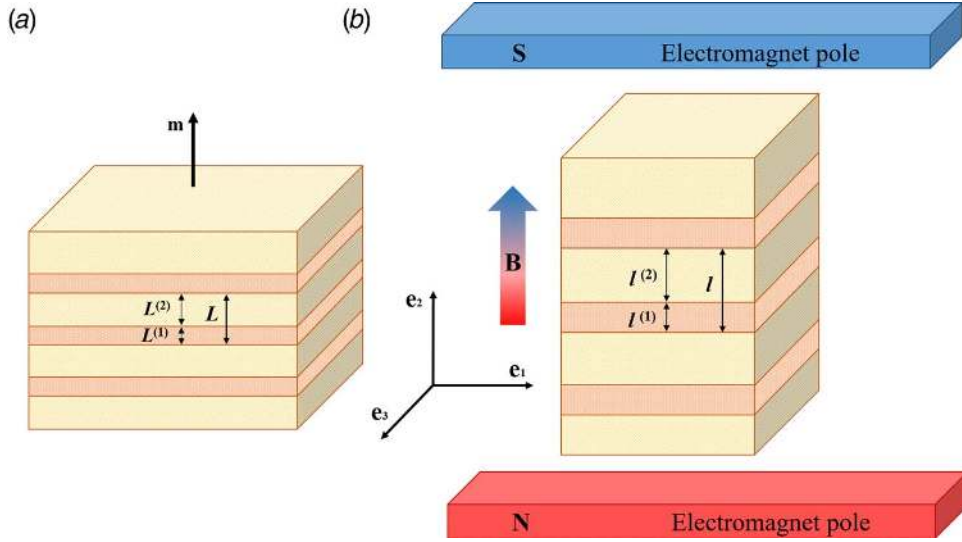 (a)
m
L(2)
L
L(1)
(b)
S Electromagnet pole
B
e2
e1
e3
l(2)
l
l(1)
N Electromagnet pole